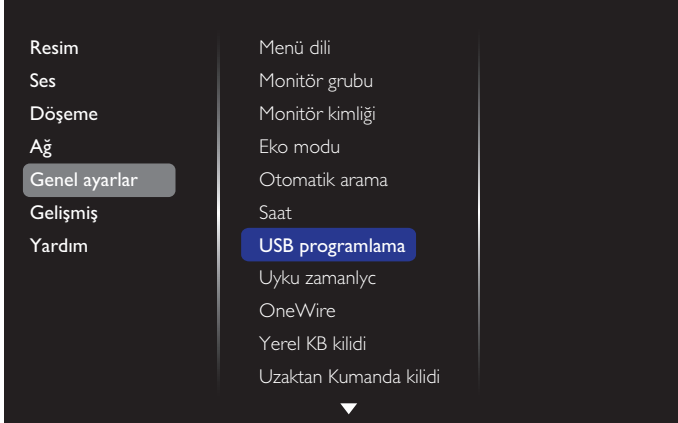 Resim
Ses
Döşeme
Ağ
Genel ayarlar
Gelişmiş
Yardım
Menü dili
Monitör grubu
Monitör kimliği
Eko modu
Otomatik arama
Saat
USB programlama
Uyku zamanlyc
OneWire
Yerel KB kilidi
Uzaktan Kumanda kilidi